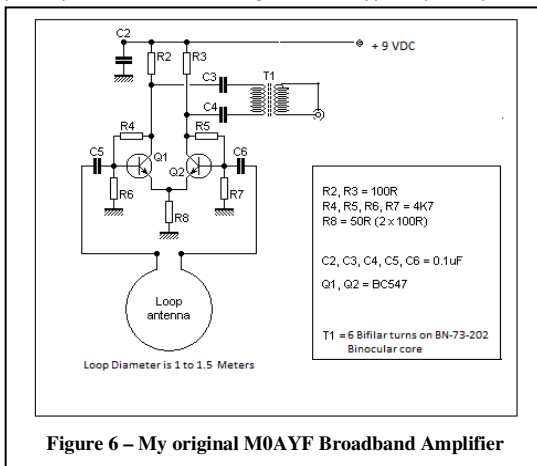 C2
R2
R3
+ 9 VDC
C3
T1
C4
R4
R5
C5
Q1
C6
Q2
R6
R7
R8
Loop
antenna
Loop Diameter is 1 to 1.5 Meters
R2, R3 = 100R
R4, R5, R6, R7 = 4K7
R8 = 50R (2 x 100R)
C2, C3, C4, C5, C6 = 0.1uF
Q1, Q2 = BC547
T1 = 6 Bifilar turns on BN-73-202
Binocular core
Figure 6 – My original M0AYF Broadband Amplifier